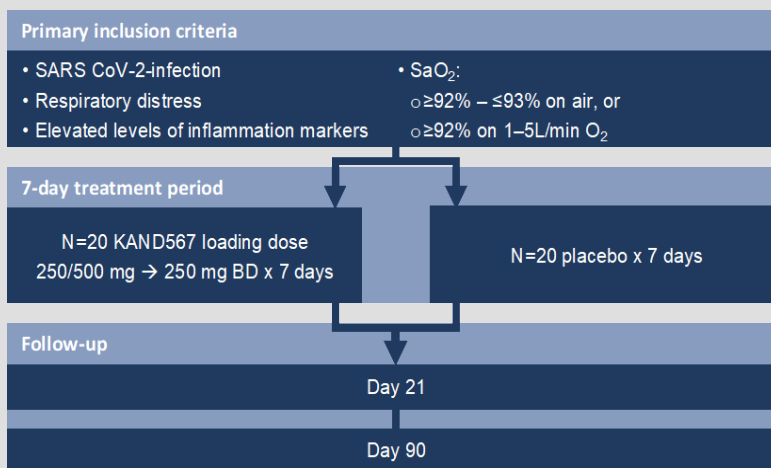 Primary inclusion criteria
• SARS CoV-2-infection
• Respiratory distress
• Elevated levels of inflammation markers
• SaO₂:
○ ≥92% – ≤93% on air, or
○ ≥92% on 1–5L/min O₂
7-day treatment period
N=20 KAND567 loading dose
250/500 mg → 250 mg BD x 7 days
N=20 placebo x 7 days
Follow-up
Day 21
Day 90